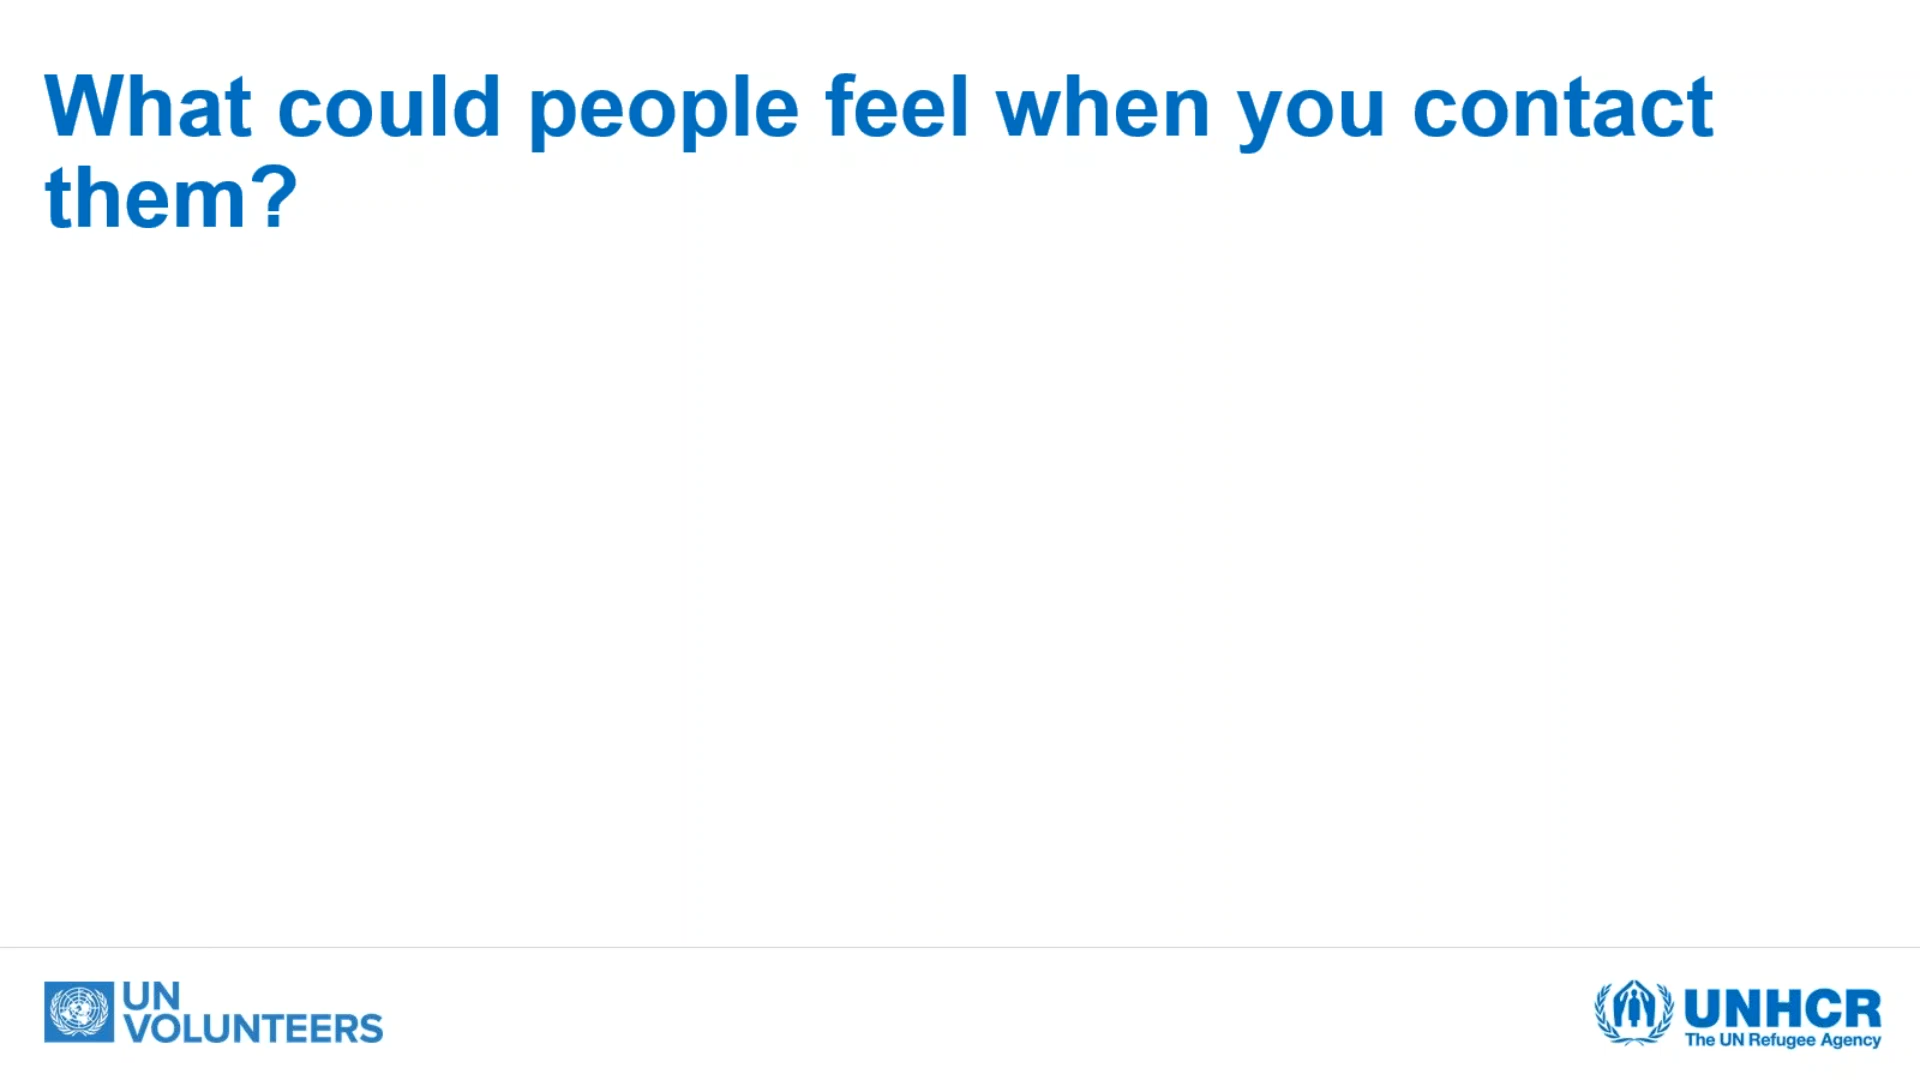 What could people feel when you contact
them?
UN
VOLUNTEERS
UNHCR
The UN Refugee Agency